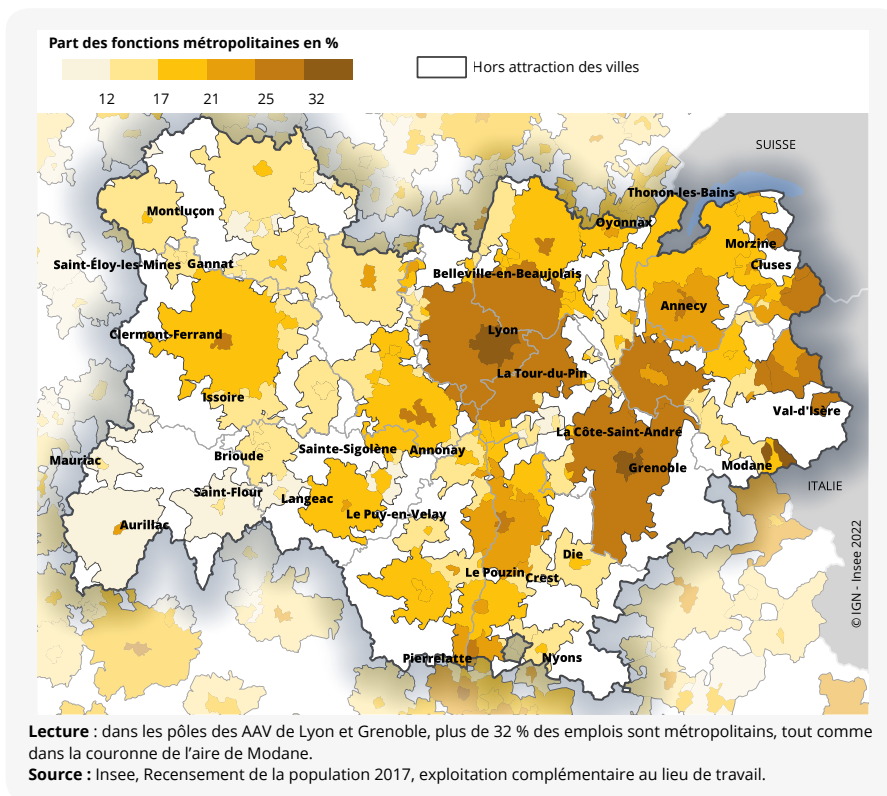 Part des fonctions métropolitaines en %
Hors attraction des villes
12 17 21 25 32
SUISSE
Thonon-les-Bains
Montluçon
Oyonnax
Morzine
Saint-Éloy-les-Mines Gannat
Cluses
Belleville-en-Beaujolais
Annecy
Clermont-Ferrand
Lyon
La Tour-du-Pin
Issoire
Val-d'Isère
La Côte-Saint-André
Mauriac
Brioude
Sainte-Sigolène
Annonay
Grenoble
Modane
ITALIE
Saint-Flour
Langeac
Le Puy-en-Velay
Aurillac
Die
Le Pouzin
Crest
Pierrelatte
Nyons
© IGN - Insee 2022
Lecture : dans les pôles des AAV de Lyon et Grenoble, plus de 32 % des emplois sont métropolitains, tout comme
dans la couronne de l’aire de Modane.
Source : Insee, Recensement de la population 2017, exploitation complémentaire au lieu de travail.